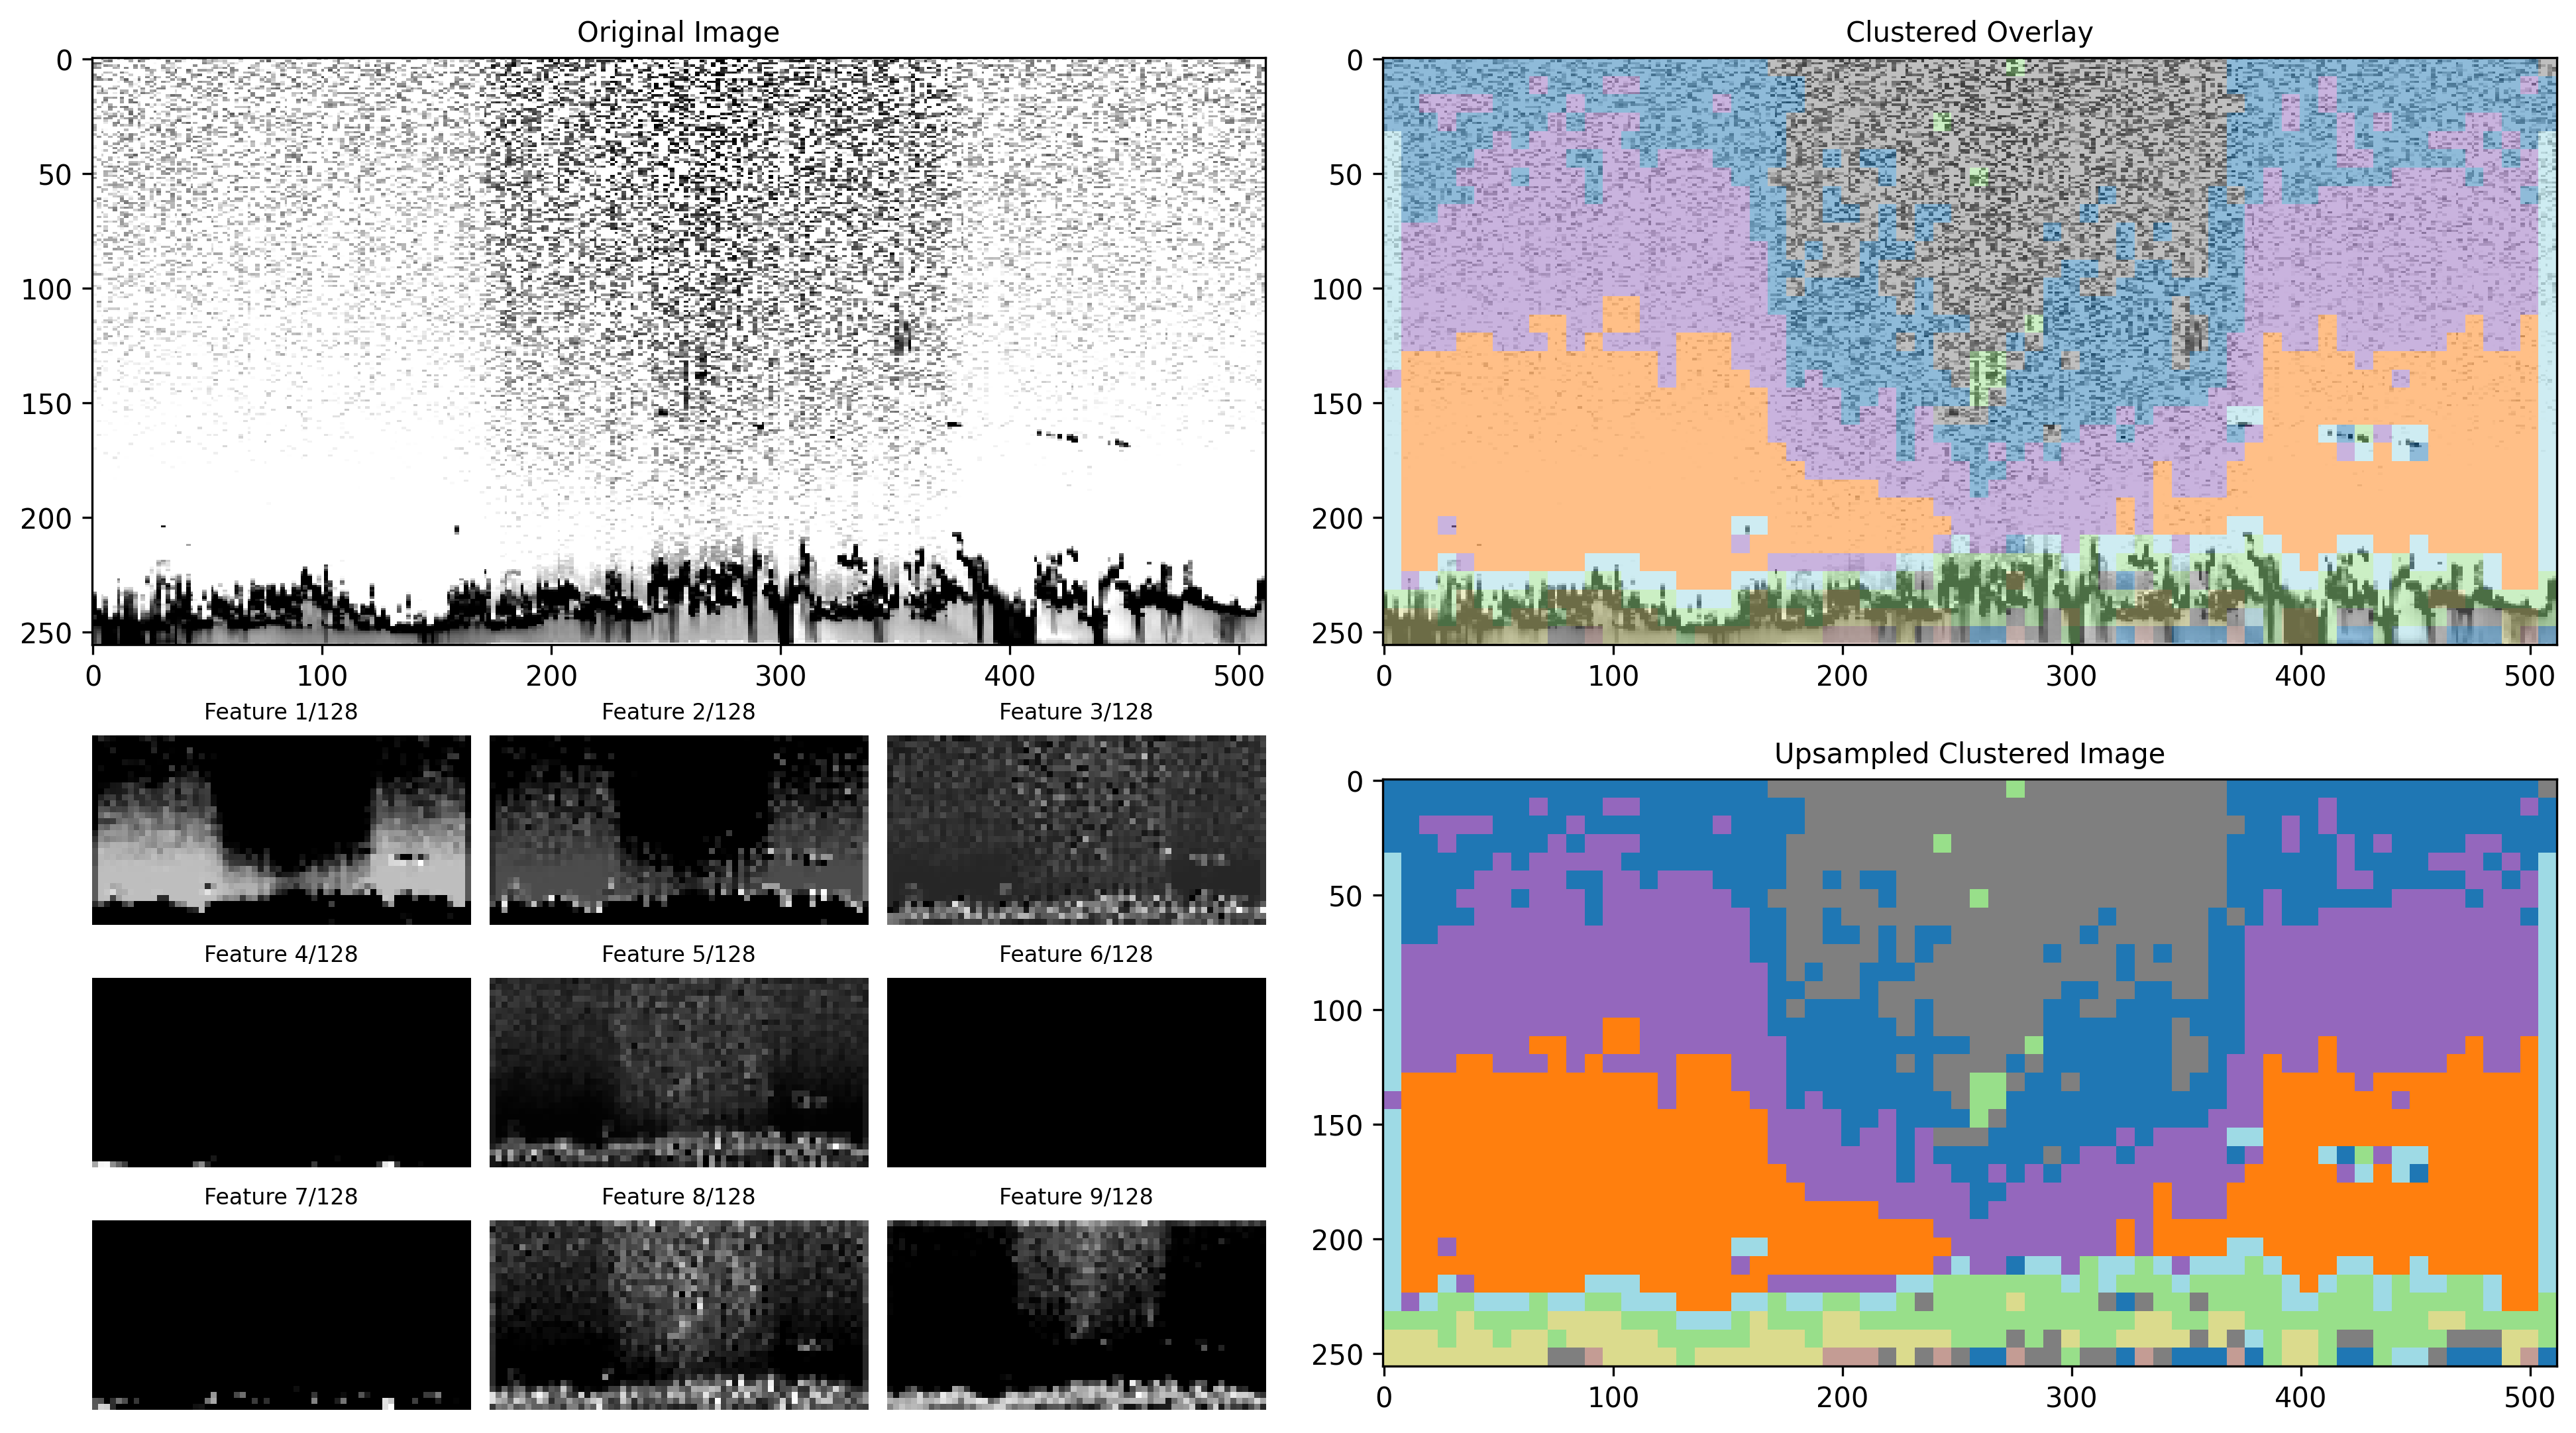 Original Image
0
50
100
150
200
250
0 100 200 300 400 500
Clustered Overlay
0
50
100
150
200
250
0 100 200 300 400 500
Feature 1/128
Feature 2/128
Feature 3/128
Feature 4/128
Feature 5/128
Feature 6/128
Feature 7/128
Feature 8/128
Feature 9/128
Upsampled Clustered Image
0
50
100
150
200
250
0 100 200 300 400 500